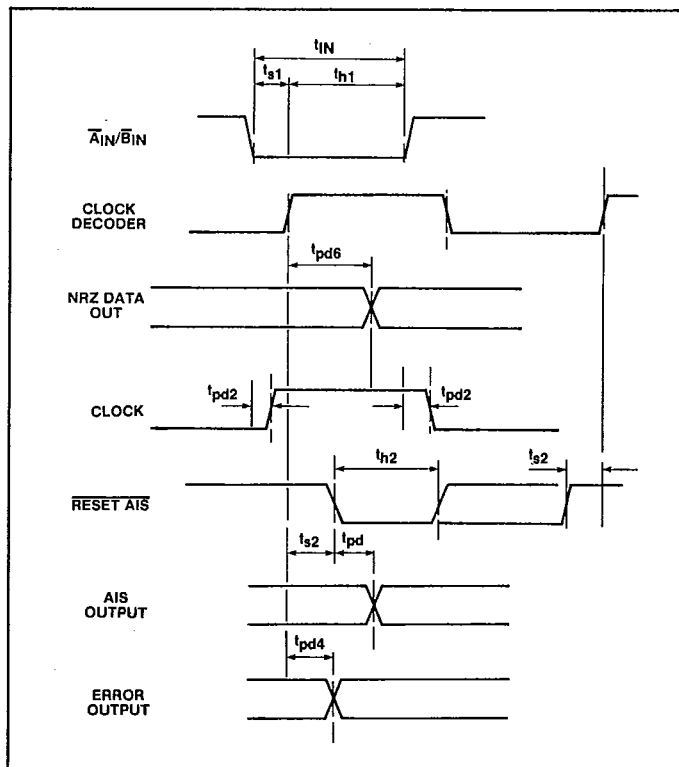 tIN
ts1
th1
AIN/BIN
CLOCK
DECODER
tpd6
NRZ DATA
OUT
tpd2
tpd2
CLOCK
th2
ts2
RESET AIS
ts2
tpd
AIS
OUTPUT
tpd4
ERROR
OUTPUT